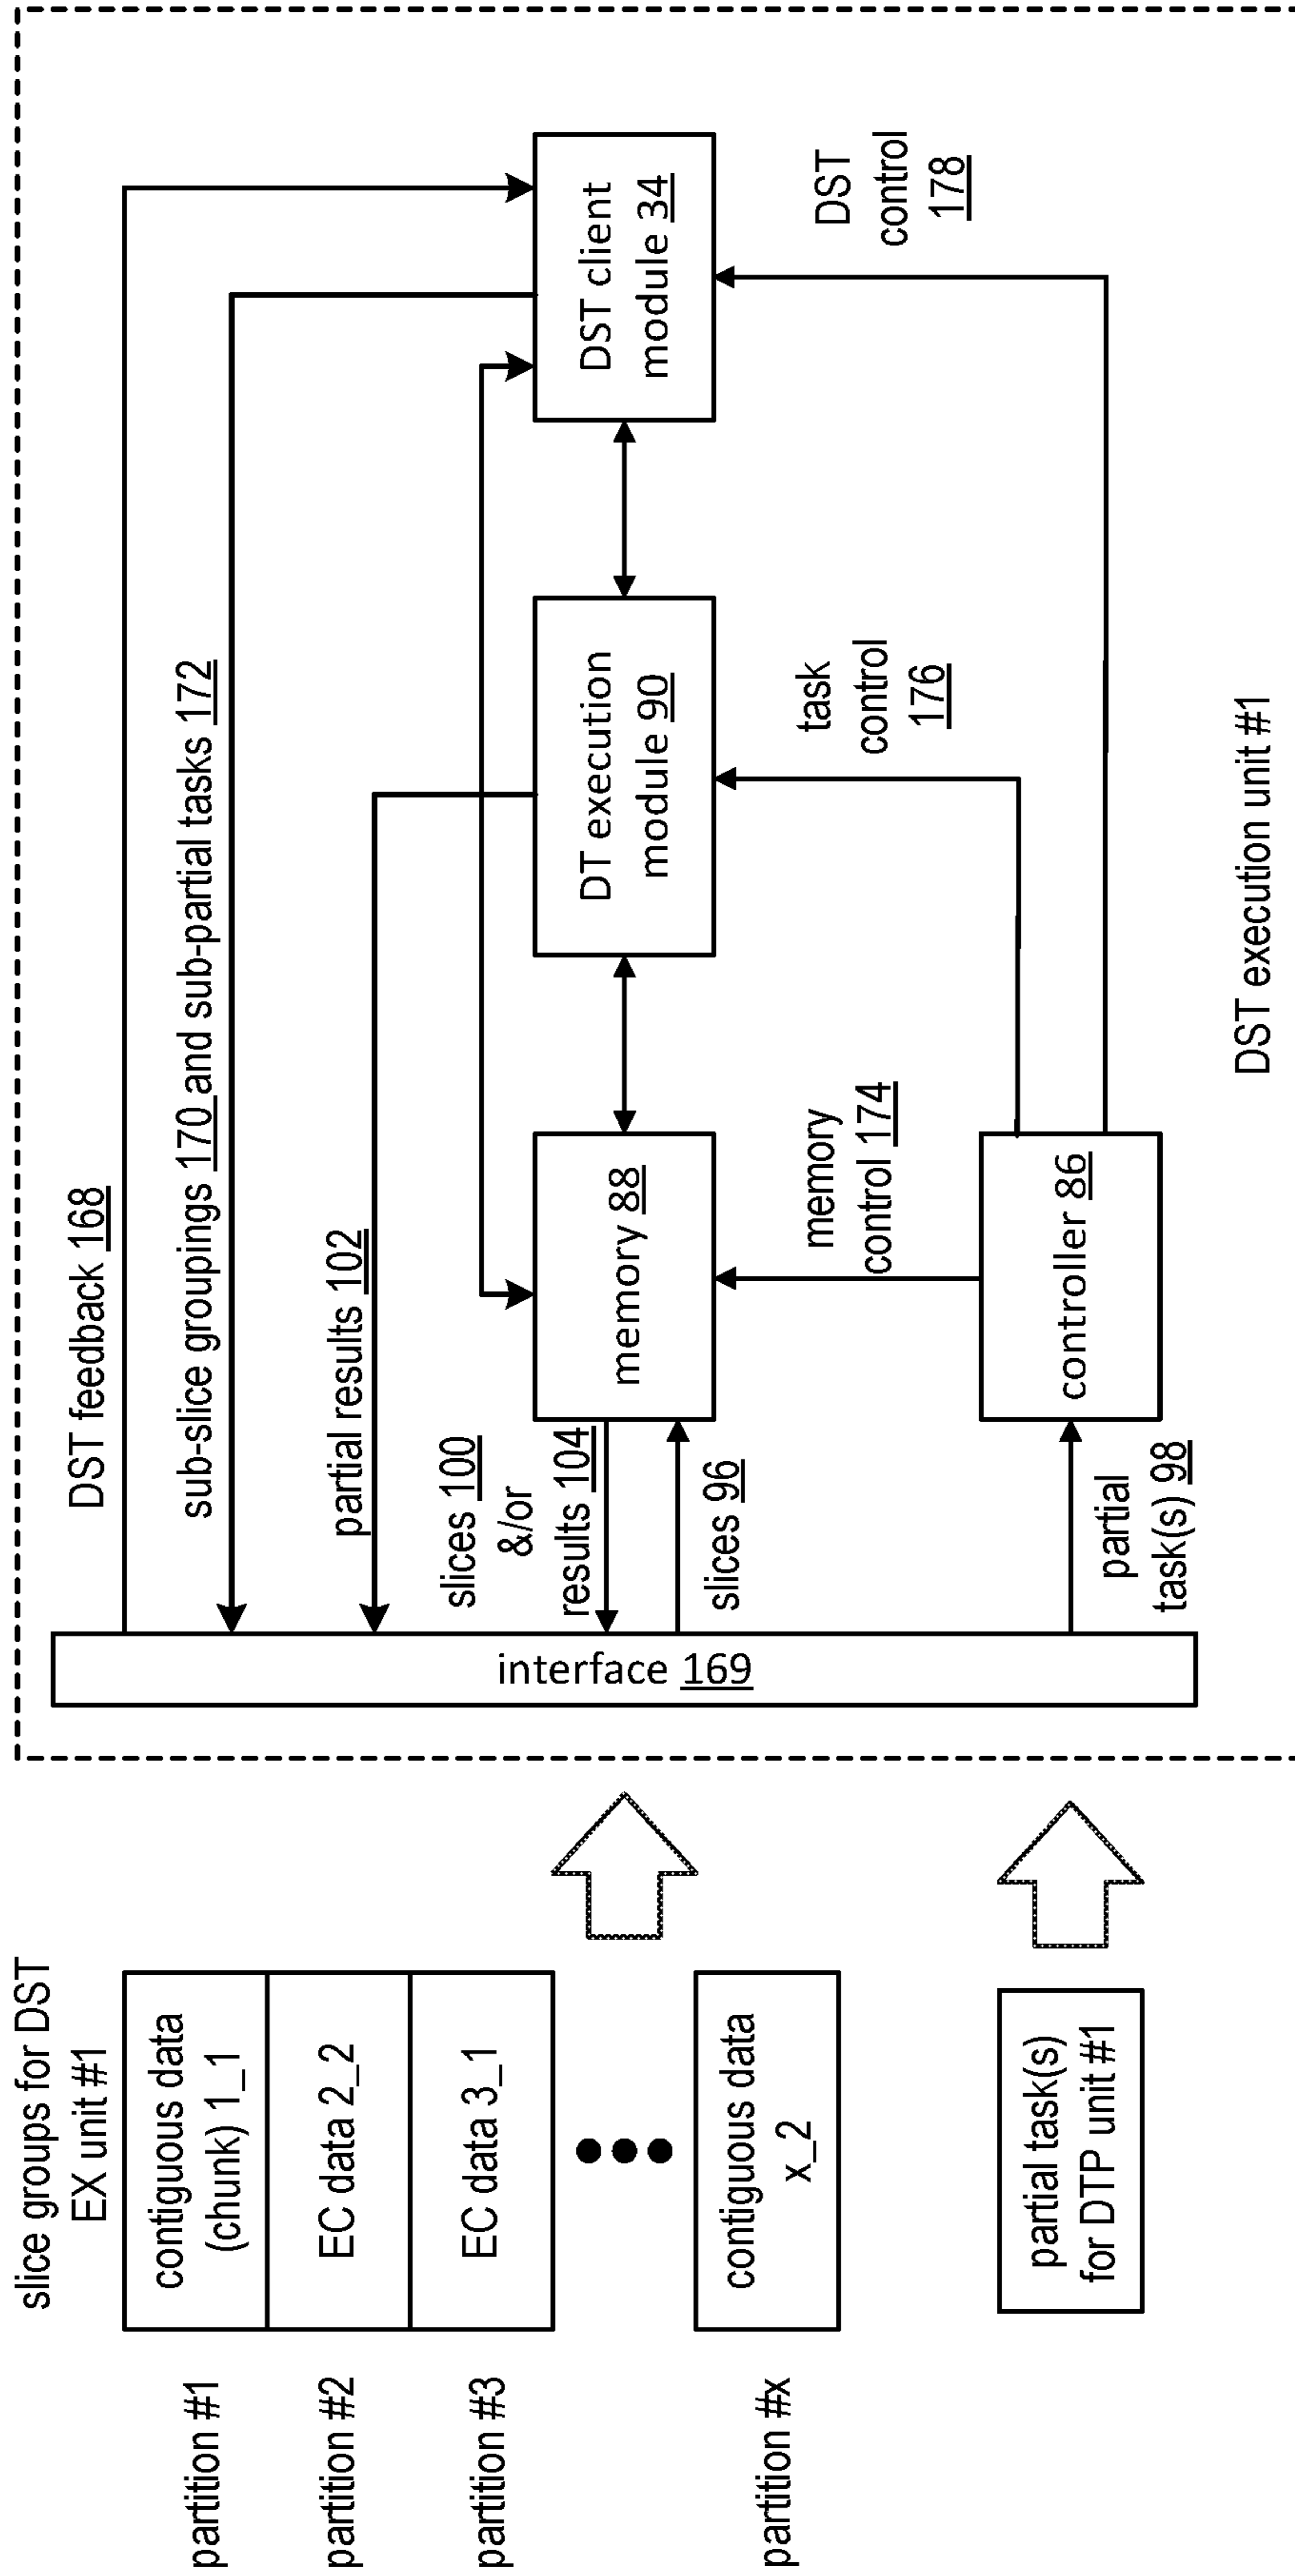 slice groups for DST
EX unit #1
partition #1
contiguous data
(chunk) 1_1
partition #2
EC data 2_2
partition #3
EC data 3_1
partition #x
contiguous data
x_2
partial task(s)
for DTP unit #1
interface 169
DST feedback 168
sub-slice groupings 170 and sub-partial tasks 172
partial results 102
slices 100
&/or
results 104
slices 96
partial
task(s) 98
memory 88
DT execution
module 90
DST client
module 34
memory
control 174
task
control
176
DST
control
178
controller 86
DST execution unit #1